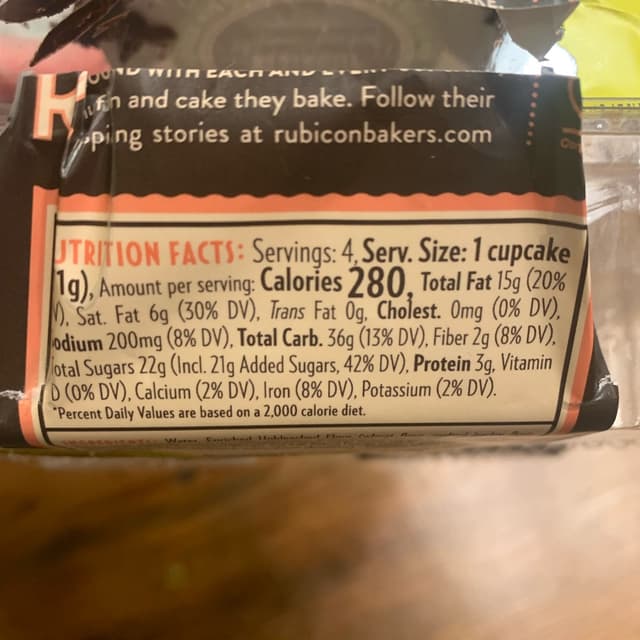 WITH EACH AND
and cake they bake. Follow their
stories at rubiconbakers.com
UTRITION FACTS: Servings: 4, Serv. Size: 1 cupcake
1g), Amount per serving: Calories 280, Total Fat 15g (20%
), Sat. Fat 6g (30% DV), Trans Fat 0g, Cholest. 0mg (0% DV),
odium 200mg (8% DV), Total Carb. 36g (13% DV), Fiber 2g (8% DV),
otal Sugars 22g (Incl. 21g Added Sugars, 42% DV), Protein 3g, Vitamin
D (0% DV), Calcium (2% DV), Iron (8% DV), Potassium (2% DV).
*Percent Daily Values are based on a 2,000 calorie diet.